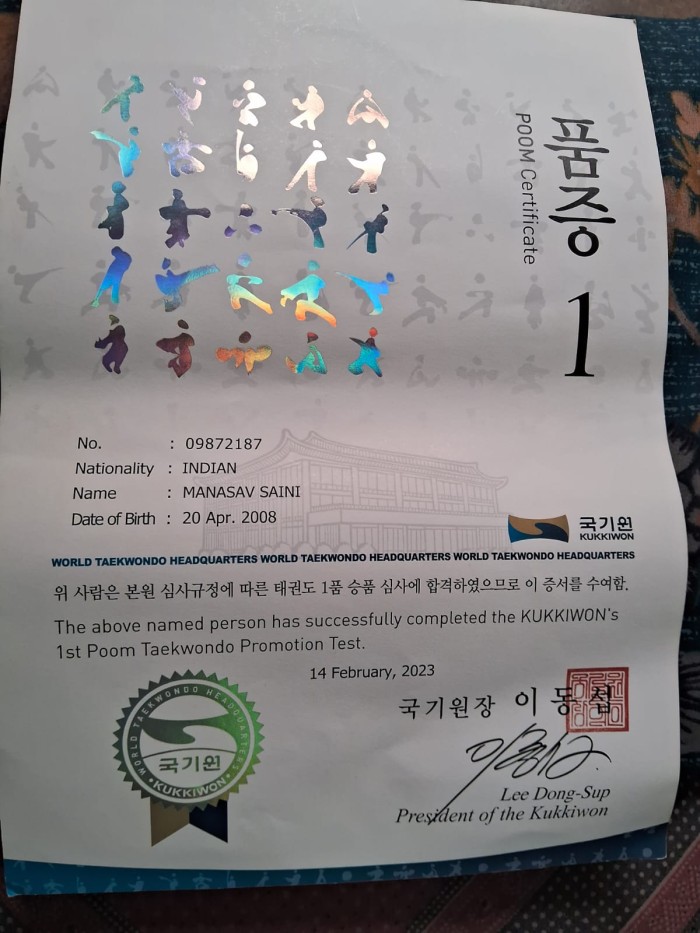 품증
POOM Certificate
1
No. : 09872187
Nationality : INDIAN
Name : MANASAV SAINI
Date of Birth : 20 Apr. 2008
국기원
KUKKIWON
WORLD TAEKWONDO HEADQUARTERS WORLD TAEKWONDO HEADQUARTERS WORLD TAEKWONDO HEADQUARTERS
위 사람은 본원 심사규정에 따른 태권도 1품 승품 심사에 합격하였으므로 이 증서를 수여함.
The above named person has successfully completed the KUKKIWON's
1st Poom Taekwondo Promotion Test.
14 February, 2023
국기원장 이동섭
Lee Dong-Sup
President of the Kukkiwon
WORLD TAEKWONDO HEADQUARTERS
국기원
KUKKIWON